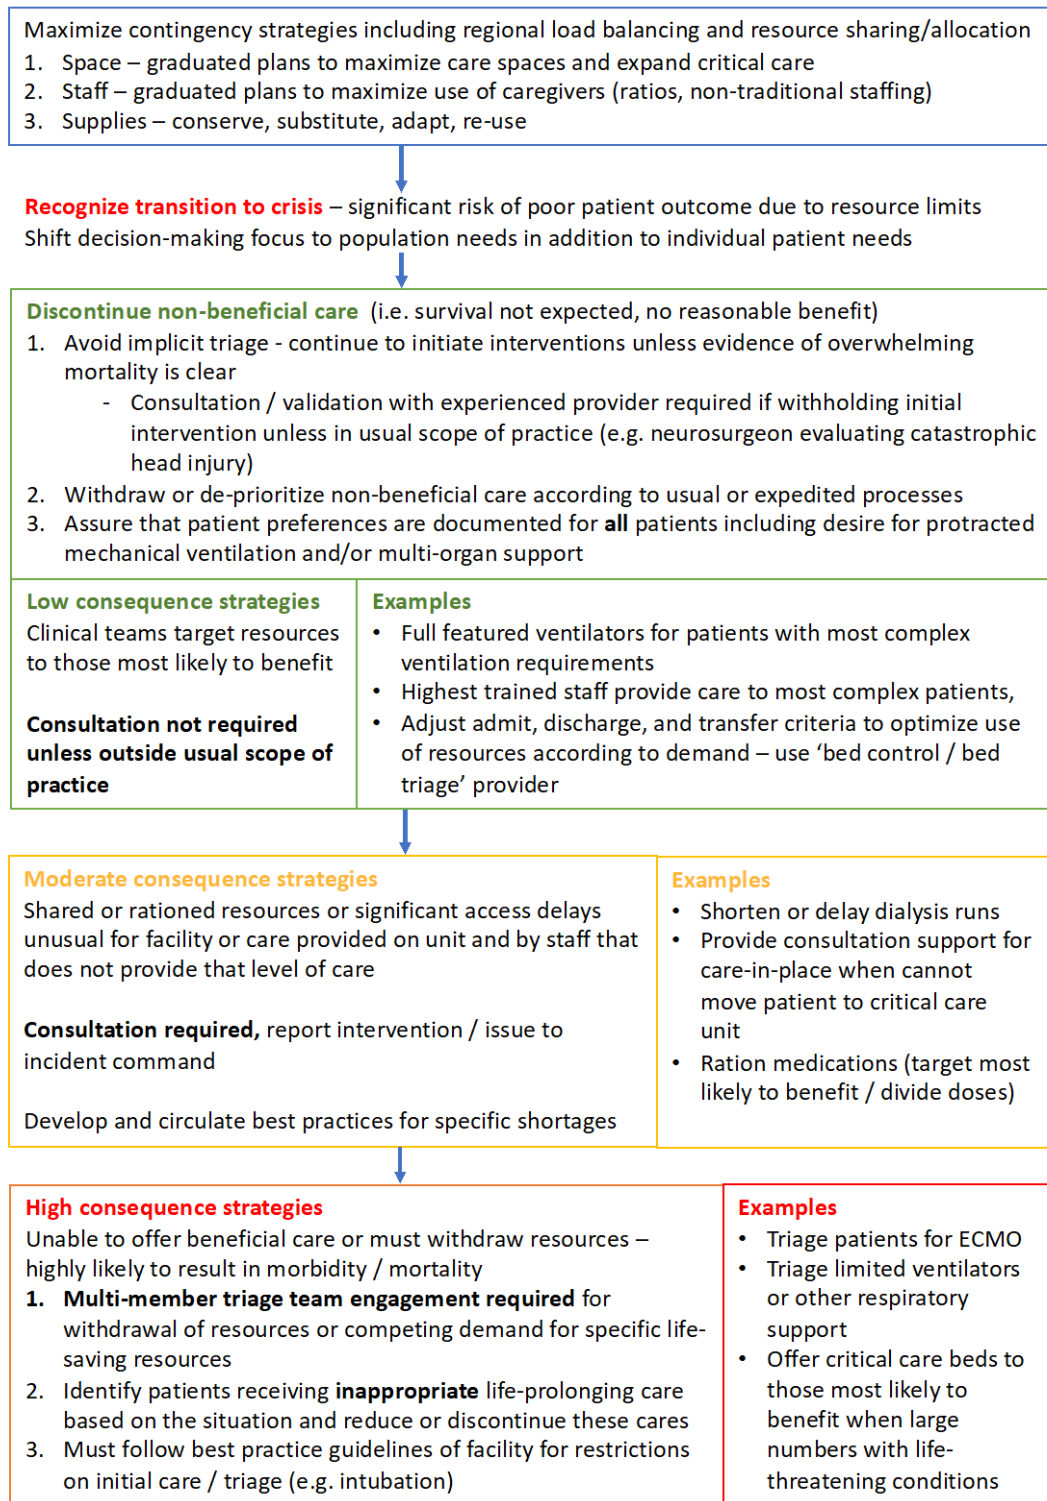 Maximize contingency strategies including regional load balancing and resource sharing/allocation
1. Space – graduated plans to maximize care spaces and expand critical care
2. Staff – graduated plans to maximize use of caregivers (ratios, non-traditional staffing)
3. Supplies – conserve, substitute, adapt, re-use
Recognize transition to crisis – significant risk of poor patient outcome due to resource limits
Shift decision-making focus to population needs in addition to individual patient needs
Discontinue non-beneficial care (i.e. survival not expected, no reasonable benefit)
1. Avoid implicit triage - continue to initiate interventions unless evidence of overwhelming
mortality is clear
- Consultation / validation with experienced provider required if withholding initial
intervention unless in usual scope of practice (e.g. neurosurgeon evaluating catastrophic
head injury)
2. Withdraw or de-prioritize non-beneficial care according to usual or expedited processes
3. Assure that patient preferences are documented for all patients including desire for protracted
mechanical ventilation and/or multi-organ support
Low consequence strategies
Clinical teams target resources
to those most likely to benefit
Consultation not required
unless outside usual scope of
practice
Examples
• Full featured ventilators for patients with most complex
ventilation requirements
• Highest trained staff provide care to most complex patients,
• Adjust admit, discharge, and transfer criteria to optimize use
of resources according to demand – use ‘bed control / bed
triage’ provider
Moderate consequence strategies
Shared or rationed resources or significant access delays
unusual for facility or care provided on unit and by staff that
does not provide that level of care
Consultation required, report intervention / issue to
incident command
Develop and circulate best practices for specific shortages
Examples
• Shorten or delay dialysis runs
• Provide consultation support for
care-in-place when cannot
move patient to critical care
unit
• Ration medications (target most
likely to benefit / divide doses)
High consequence strategies
Unable to offer beneficial care or must withdraw resources –
highly likely to result in morbidity / mortality
1. Multi-member triage team engagement required for
withdrawal of resources or competing demand for specific life-
saving resources
2. Identify patients receiving inappropriate life-prolonging care
based on the situation and reduce or discontinue these cares
3. Must follow best practice guidelines of facility for restrictions
on initial care / triage (e.g. intubation)
Examples
• Triage patients for ECMO
• Triage limited ventilators
or other respiratory
support
• Offer critical care beds to
those most likely to
benefit when large
numbers with life-
threatening conditions